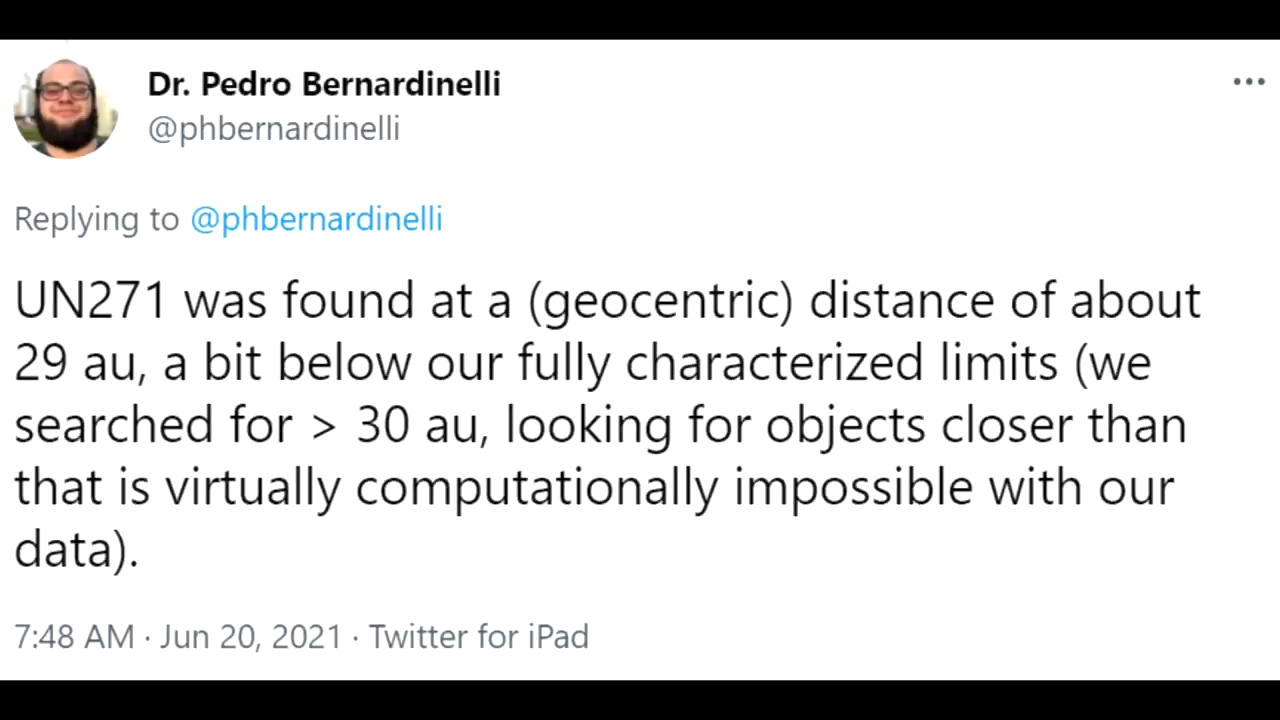 Dr. Pedro Bernardinelli
@phbernardinelli
Replying to @phbernardinelli
UN271 was found at a (geocentric) distance of about
29 au, a bit below our fully characterized limits (we
searched for > 30 au, looking for objects closer than
that is virtually computationally impossible with our
data).
7:48 AM · Jun 20, 2021 · Twitter for iPad